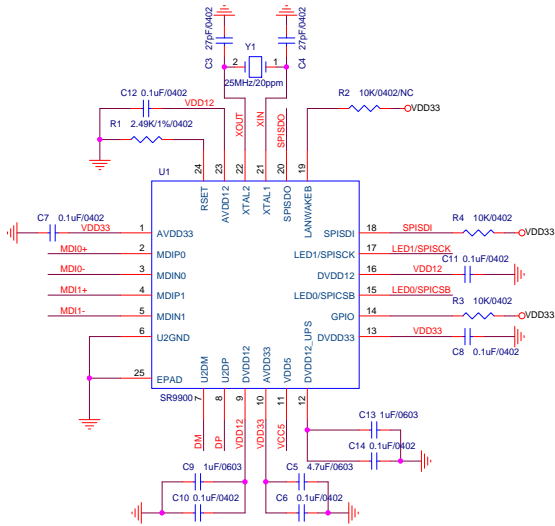 27pF/0402
C3
27pF/0402
C4
Y1
2
1
25MHz/20ppm
C12 0.1uF/0402
VDD12
R1 2.49K/1%/0402
XOUT
XIN
SPISDO
R2 10K/0402/NC
VDD33
24
23
22
21
20
19
U1
RSET
AVDD12
XTAL2
XTAL1
SPISDO
LANWAKEB
C7 0.1uF/0402
VDD33 1 AVDD33
MDI0+ 2 MDIP0
MDI0- 3 MDIN0
MDI1+ 4 MDIP1
MDI1- 5 MDIN1
6 U2GND
25 EPAD
SPISDI 18 SPISDI R4 10K/0402 VDD33
LED1/SPISCK 17 LED1/SPISCK
DVDD12 16 VDD12 C11 0.1uF/0402
LED0/SPICSB 15 LED0/SPICSB
GPIO 14 R3 10K/0402 VDD33
DVDD33 13 VDD33 C8 0.1uF/0402
U2DM
U2DP
DVDD12
AVDD33
VDD5
DVDD12_UPS
SR9900
7
8
9
10
11
12
DM
DP
VDD12
VDD33
VCC5
C13 1uF/0603
C14 0.1uF/0402
C9 1uF/0603
C10 0.1uF/0402
C5 4.7uF/0603
C6 0.1uF/0402